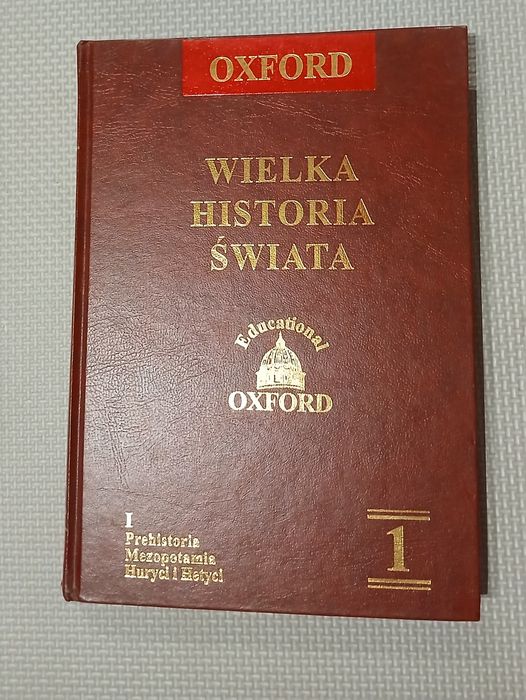 OXFORD
WIELKA
HISTORIA
ŚWIATA
Educational
OXFORD
I
Prehistoria
Mezopotamia
Huryci i Hetyci
1